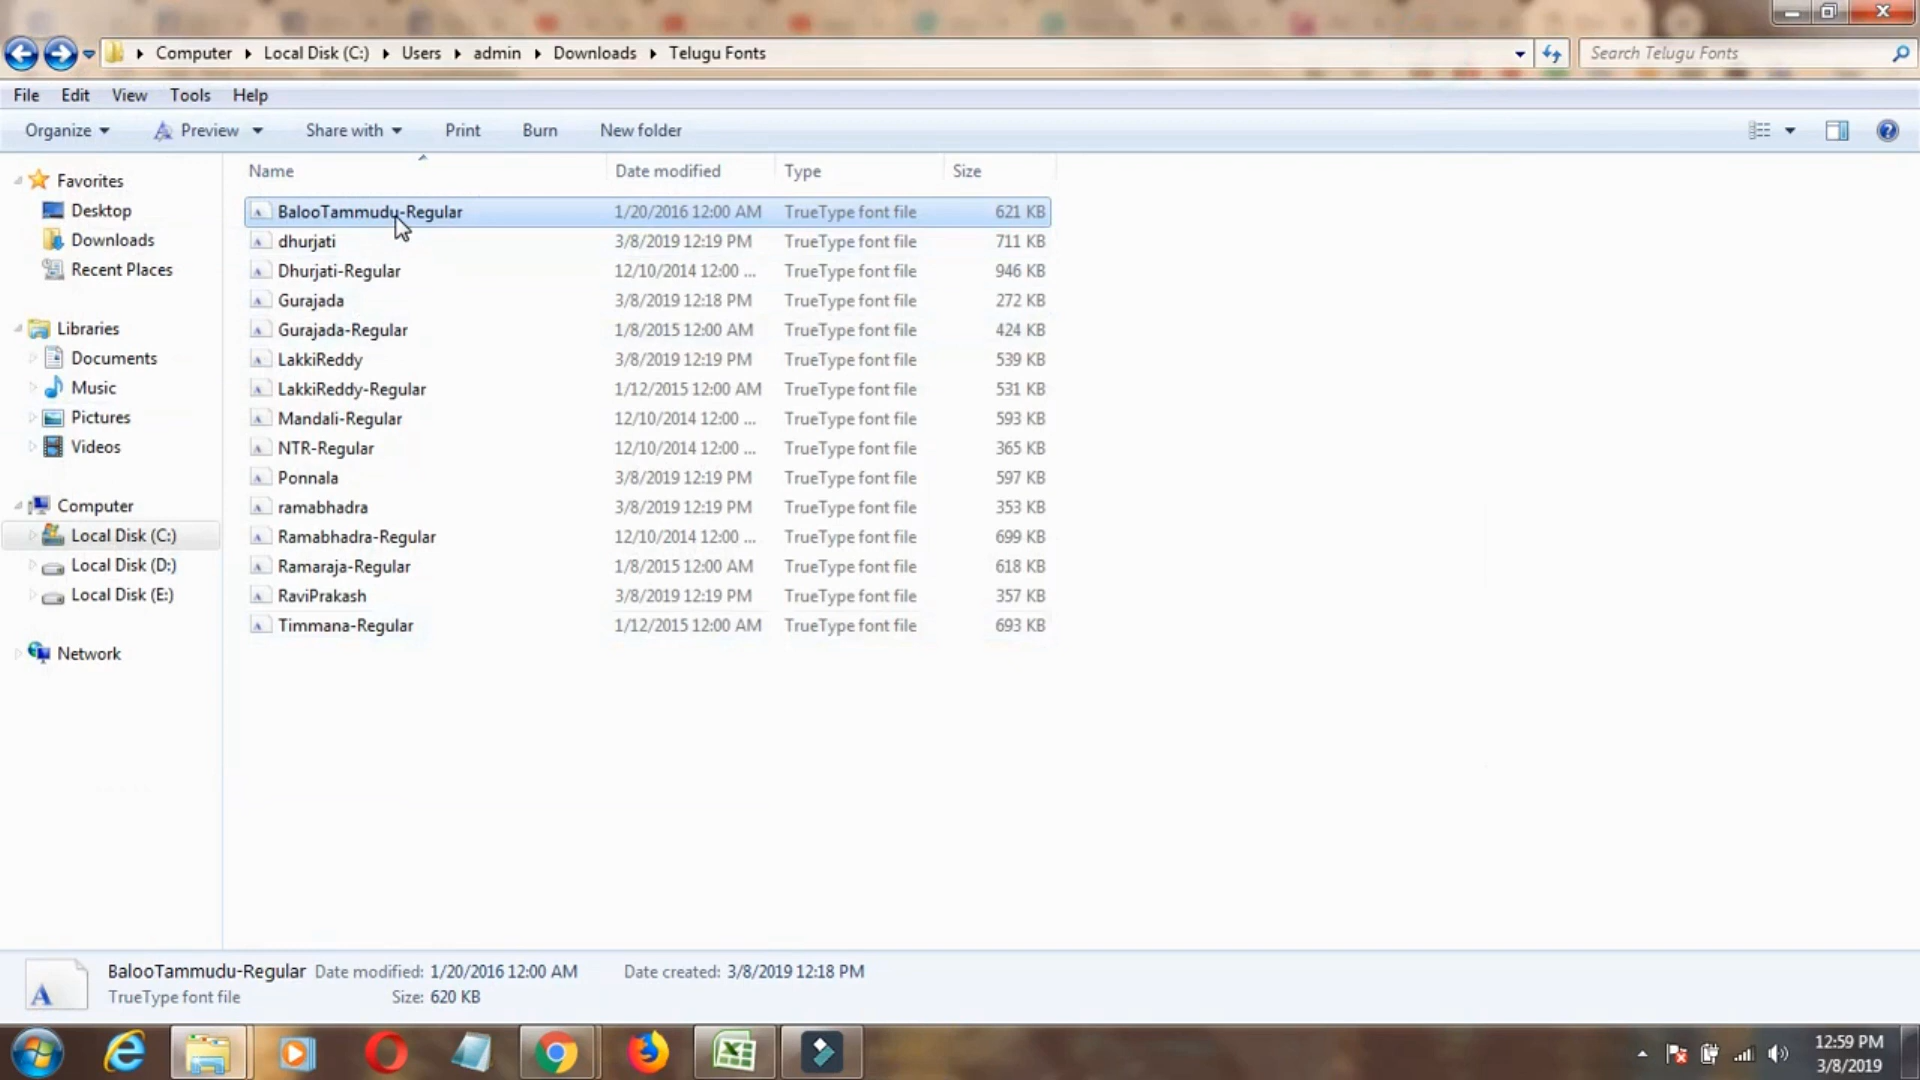 Computer Local Disk (C:) Users admin Downloads Telugu Fonts
Search Telugu Fonts
File Edit View Tools Help
Organize Preview Share with Print Burn New folder
Favorites
Desktop
Downloads
Recent Places
Libraries
Documents
Music
Pictures
Videos
Computer
Local Disk (C:)
Local Disk (D:)
Local Disk (E:)
Network
Name Date modified Type Size
BalooTammudu-Regular 1/20/2016 12:00 AM TrueType font file 621 KB
dhurjati 3/8/2019 12:19 PM TrueType font file 711 KB
Dhurjati-Regular 12/10/2014 12:00 ... TrueType font file 946 KB
Gurajada 3/8/2019 12:18 PM TrueType font file 272 KB
Gurajada-Regular 1/8/2015 12:00 AM TrueType font file 424 KB
LakkiReddy 3/8/2019 12:19 PM TrueType font file 539 KB
LakkiReddy-Regular 1/12/2015 12:00 AM TrueType font file 531 KB
Mandali-Regular 12/10/2014 12:00 ... TrueType font file 593 KB
NTR-Regular 12/10/2014 12:00 ... TrueType font file 365 KB
Ponnala 3/8/2019 12:19 PM TrueType font file 597 KB
ramabhadra 3/8/2019 12:19 PM TrueType font file 353 KB
Ramabhadra-Regular 12/10/2014 12:00 ... TrueType font file 699 KB
Ramaraja-Regular 1/8/2015 12:00 AM TrueType font file 618 KB
RaviPrakash 3/8/2019 12:19 PM TrueType font file 357 KB
Timmana-Regular 1/12/2015 12:00 AM TrueType font file 693 KB
BalooTammudu-Regular Date modified: 1/20/2016 12:00 AM Date created: 3/8/2019 12:18 PM
TrueType font file Size: 620 KB
12:59 PM
3/8/2019